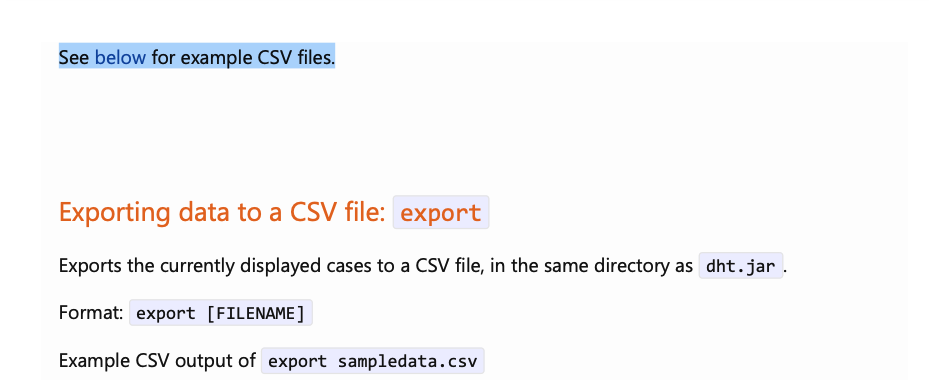 See below for example CSV files.
Exporting data to a CSV file: export
Exports the currently displayed cases to a CSV file, in the same directory as dht.jar.
Format: export [FILENAME]
Example CSV output of export sampledata.csv